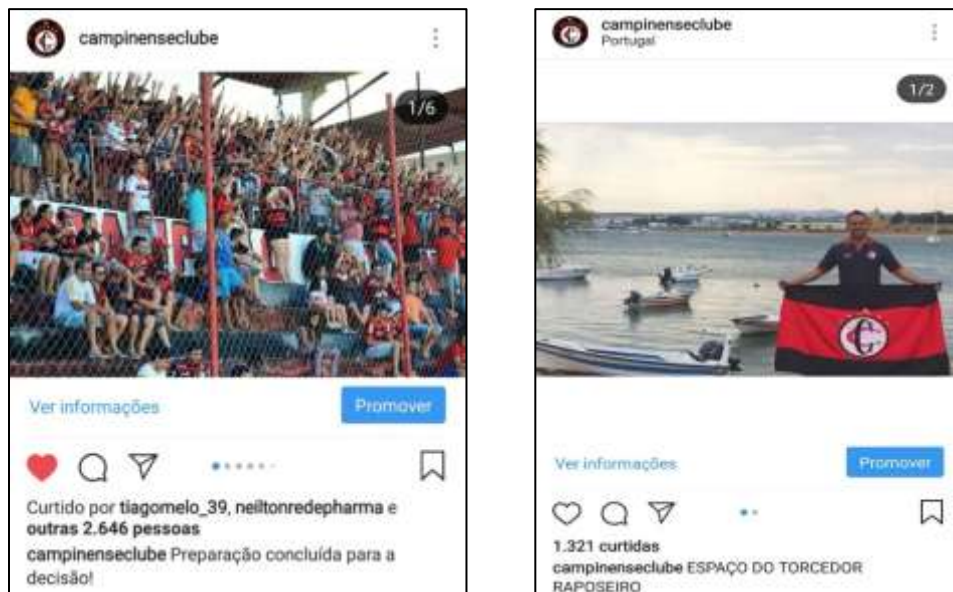 campinenseclube
1/6
Ver informações
Promover
Curtido por tiagomelo_39, neiltonredepharma e
outras 2.646 pessoas
campinenseclube Preparação concluída para a
decisão!
campinenseclube
Portugal
1/2
Ver informações
Promover
1.321 curtidas
campinenseclube ESPAÇO DO TORCEDOR
RAPOSEIRO